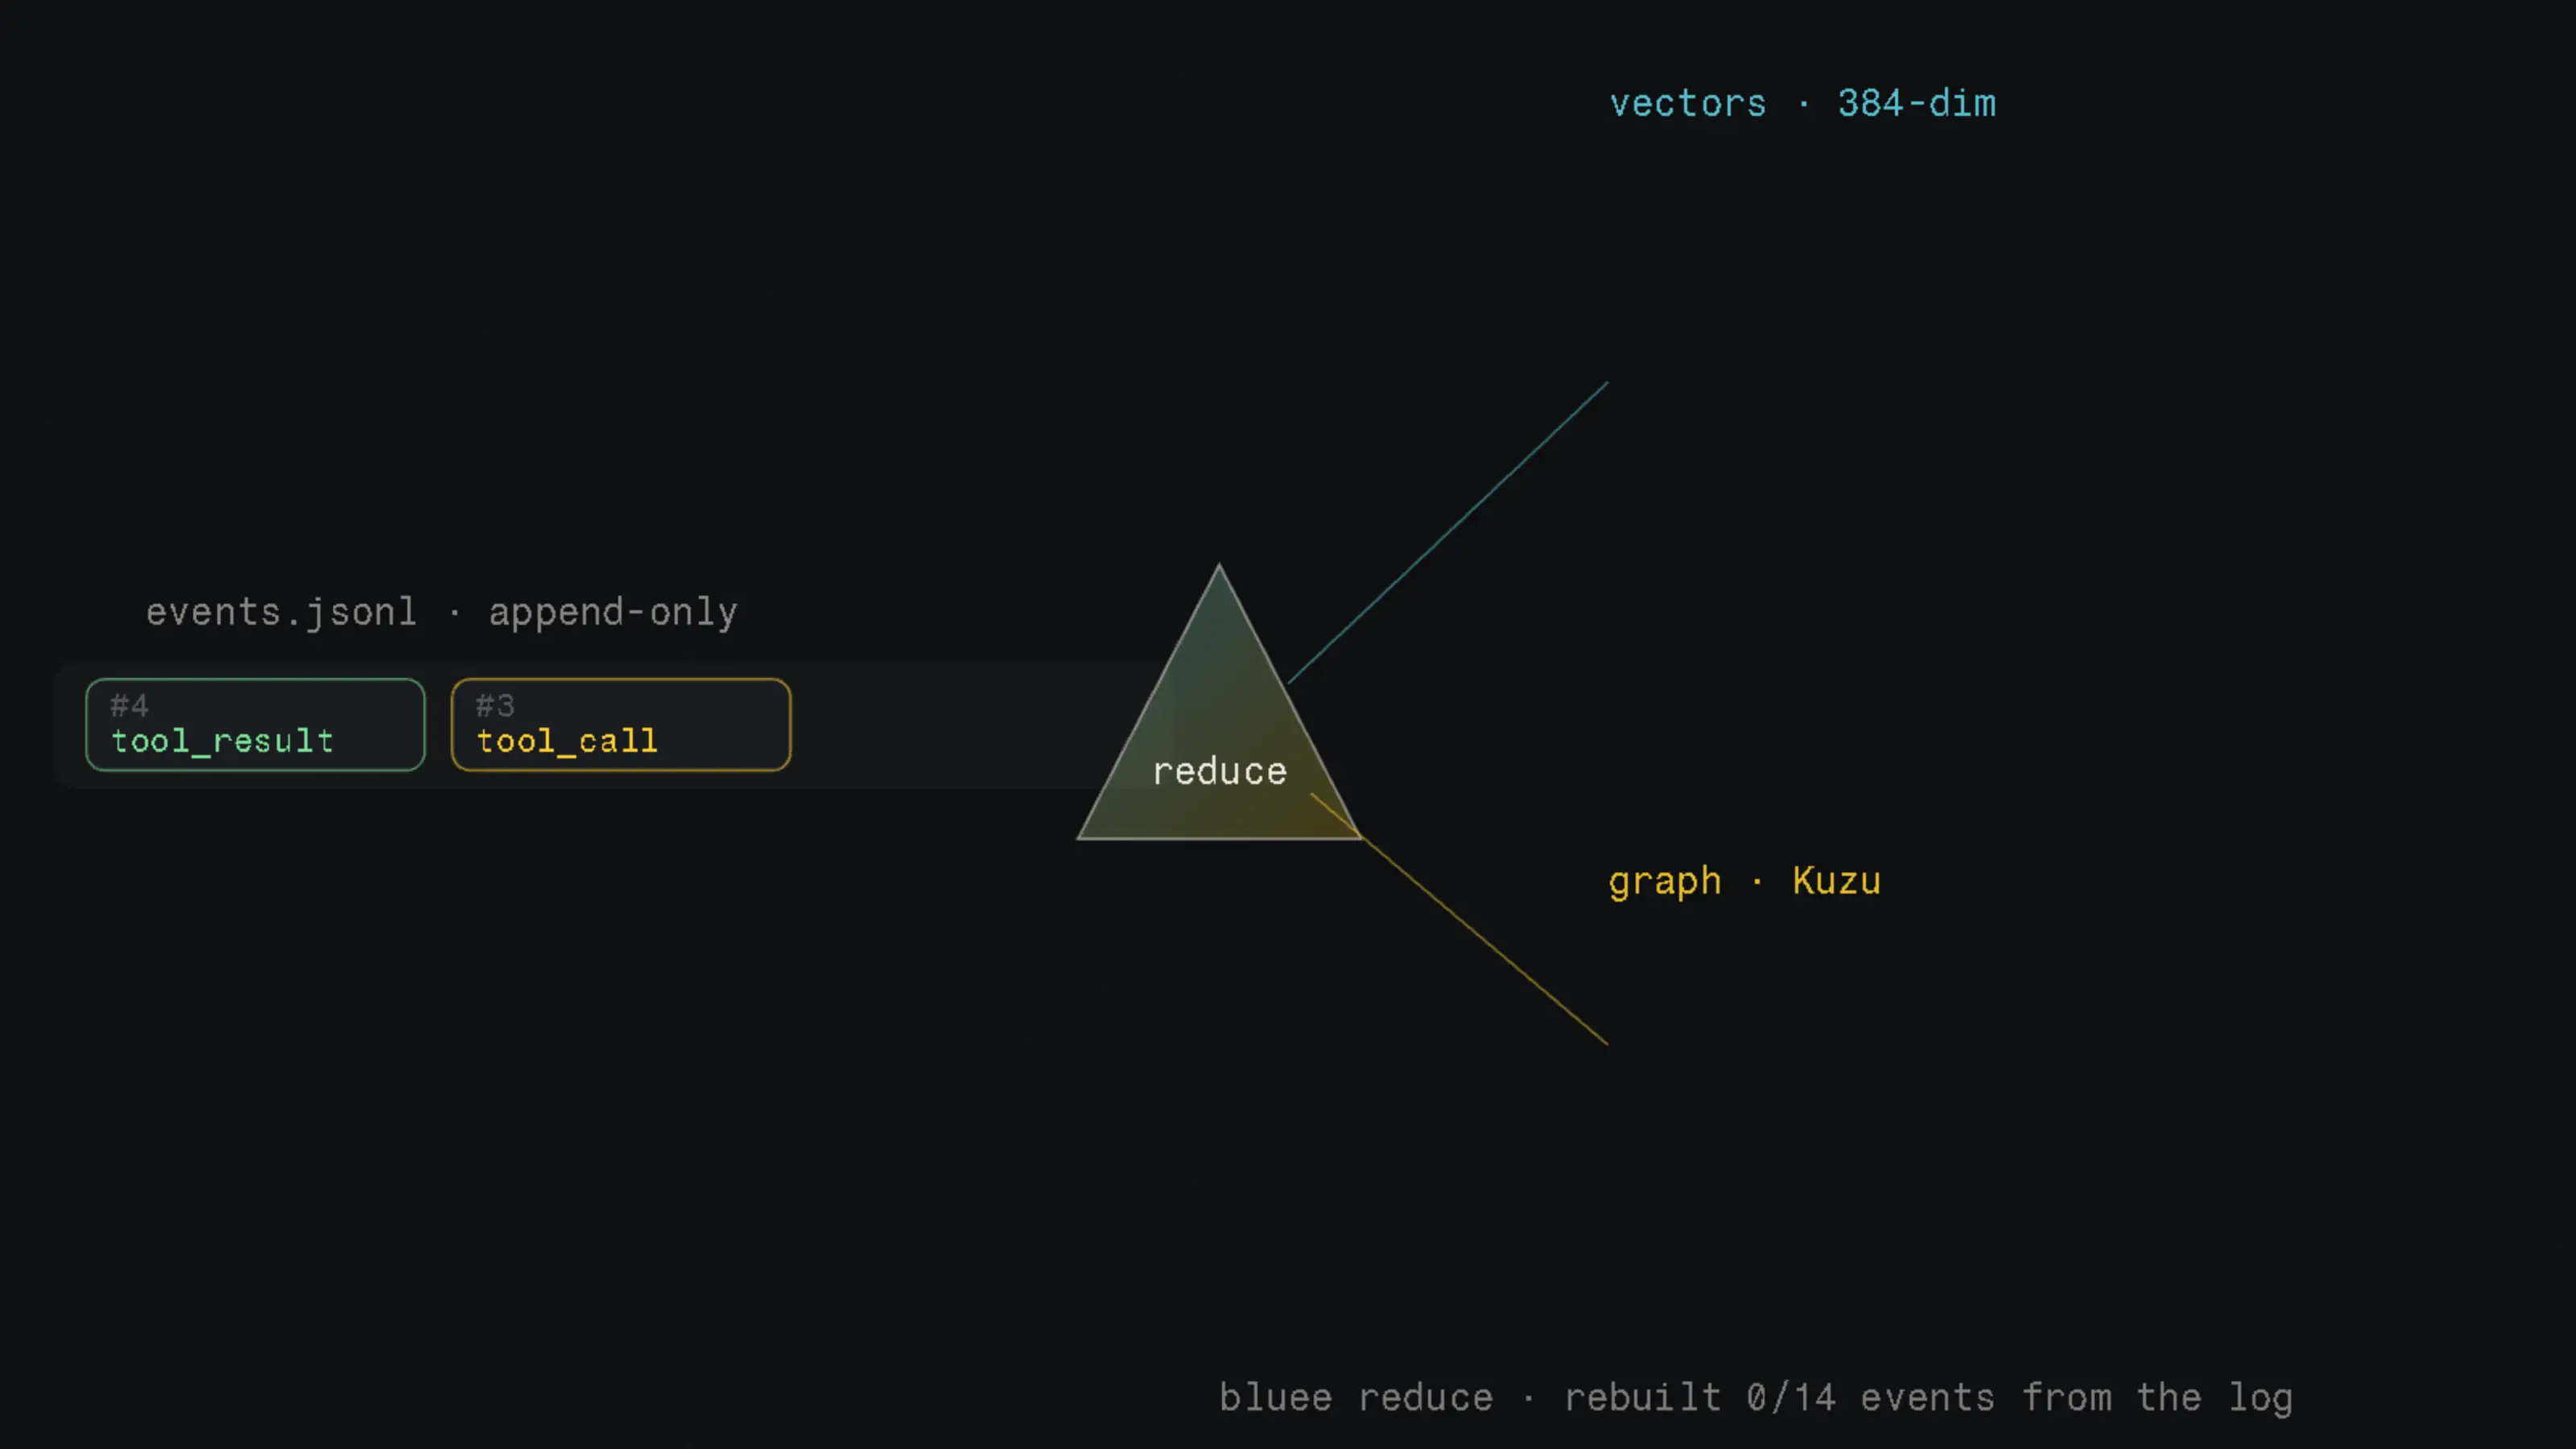 vectors · 384-dim
events.jsonl · append-only
#4
tool_result
#3
tool_call
reduce
graph · Kuzu
bluee reduce · rebuilt 0/14 events from the log